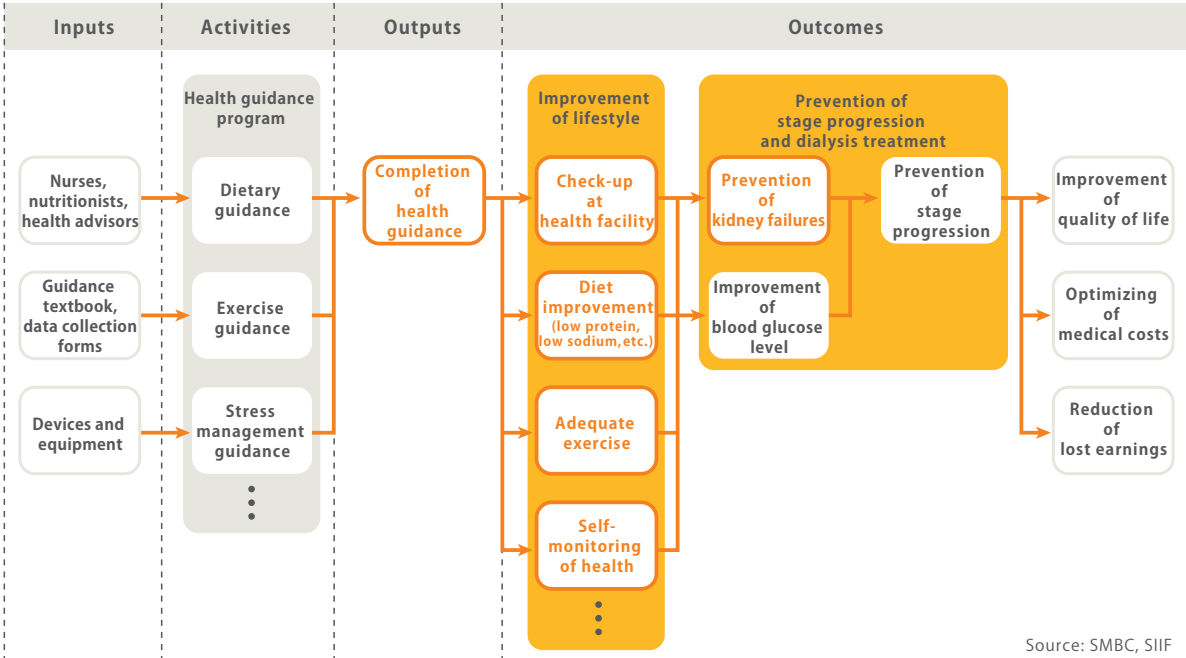 Inputs
Activities
Outputs
Outcomes
Health guidance
program
Improvement
of lifestyle
Prevention of
stage progression
and dialysis treatment
Nurses,
nutritionists,
health advisors
Dietary
guidance
Completion
of
health
guidance
Check-up
at
health facility
Prevention
of
kidney failures
Prevention
of
stage
progression
Improvement
of
quality of life
Guidance
textbook,
data collection
forms
Exercise
guidance
Diet
improvement
(low protein,
low sodium, etc.)
Improvement
of
blood glucose
level
Optimizing
of
medical costs
Devices and
equipment
Stress
management
guidance
Adequate
exercise
Reduction
of
lost earnings
Self-
monitoring
of health
Source: SMBC, SIIF